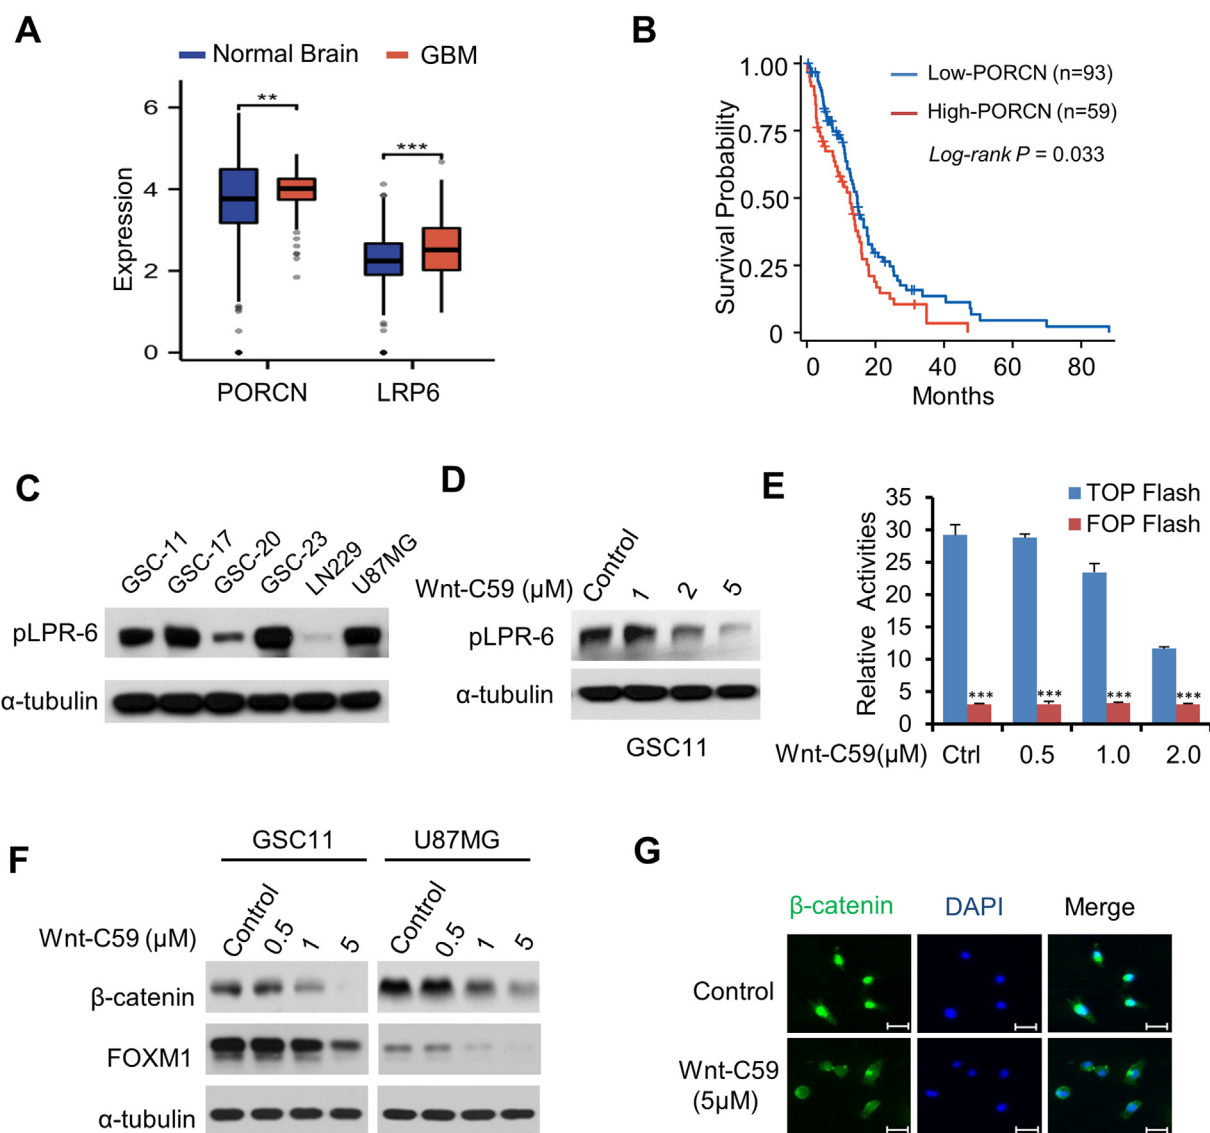 A
Normal Brain GBM
**
***
Expression
6
4
2
0
PORCN LRP6
B
Low-PORCN (n=93)
High-PORCN (n=59)
Log-rank P = 0.033
Survival Probability
1.00
0.75
0.50
0.25
0
0 20 40 60 80
Months
C
GSC-11 GSC-17 GSC-20 GSC-23 LN229 U87MG
pLPR-6
α-tubulin
D
Wnt-C59 (μM) Control 1 2 5
pLPR-6
α-tubulin
GSC11
E
TOP Flash
FOP Flash
Relative Activities
35
30
25
20
15
10
5
0
*** *** *** ***
Wnt-C59(μM) Ctrl 0.5 1.0 2.0
F
GSC11 U87MG
Wnt-C59 (μM) Control 0.5 1 5 Control 0.5 1 5
β-catenin
FOXM1
α-tubulin
G
β-catenin DAPI Merge
Control
Wnt-C59
(5μM)